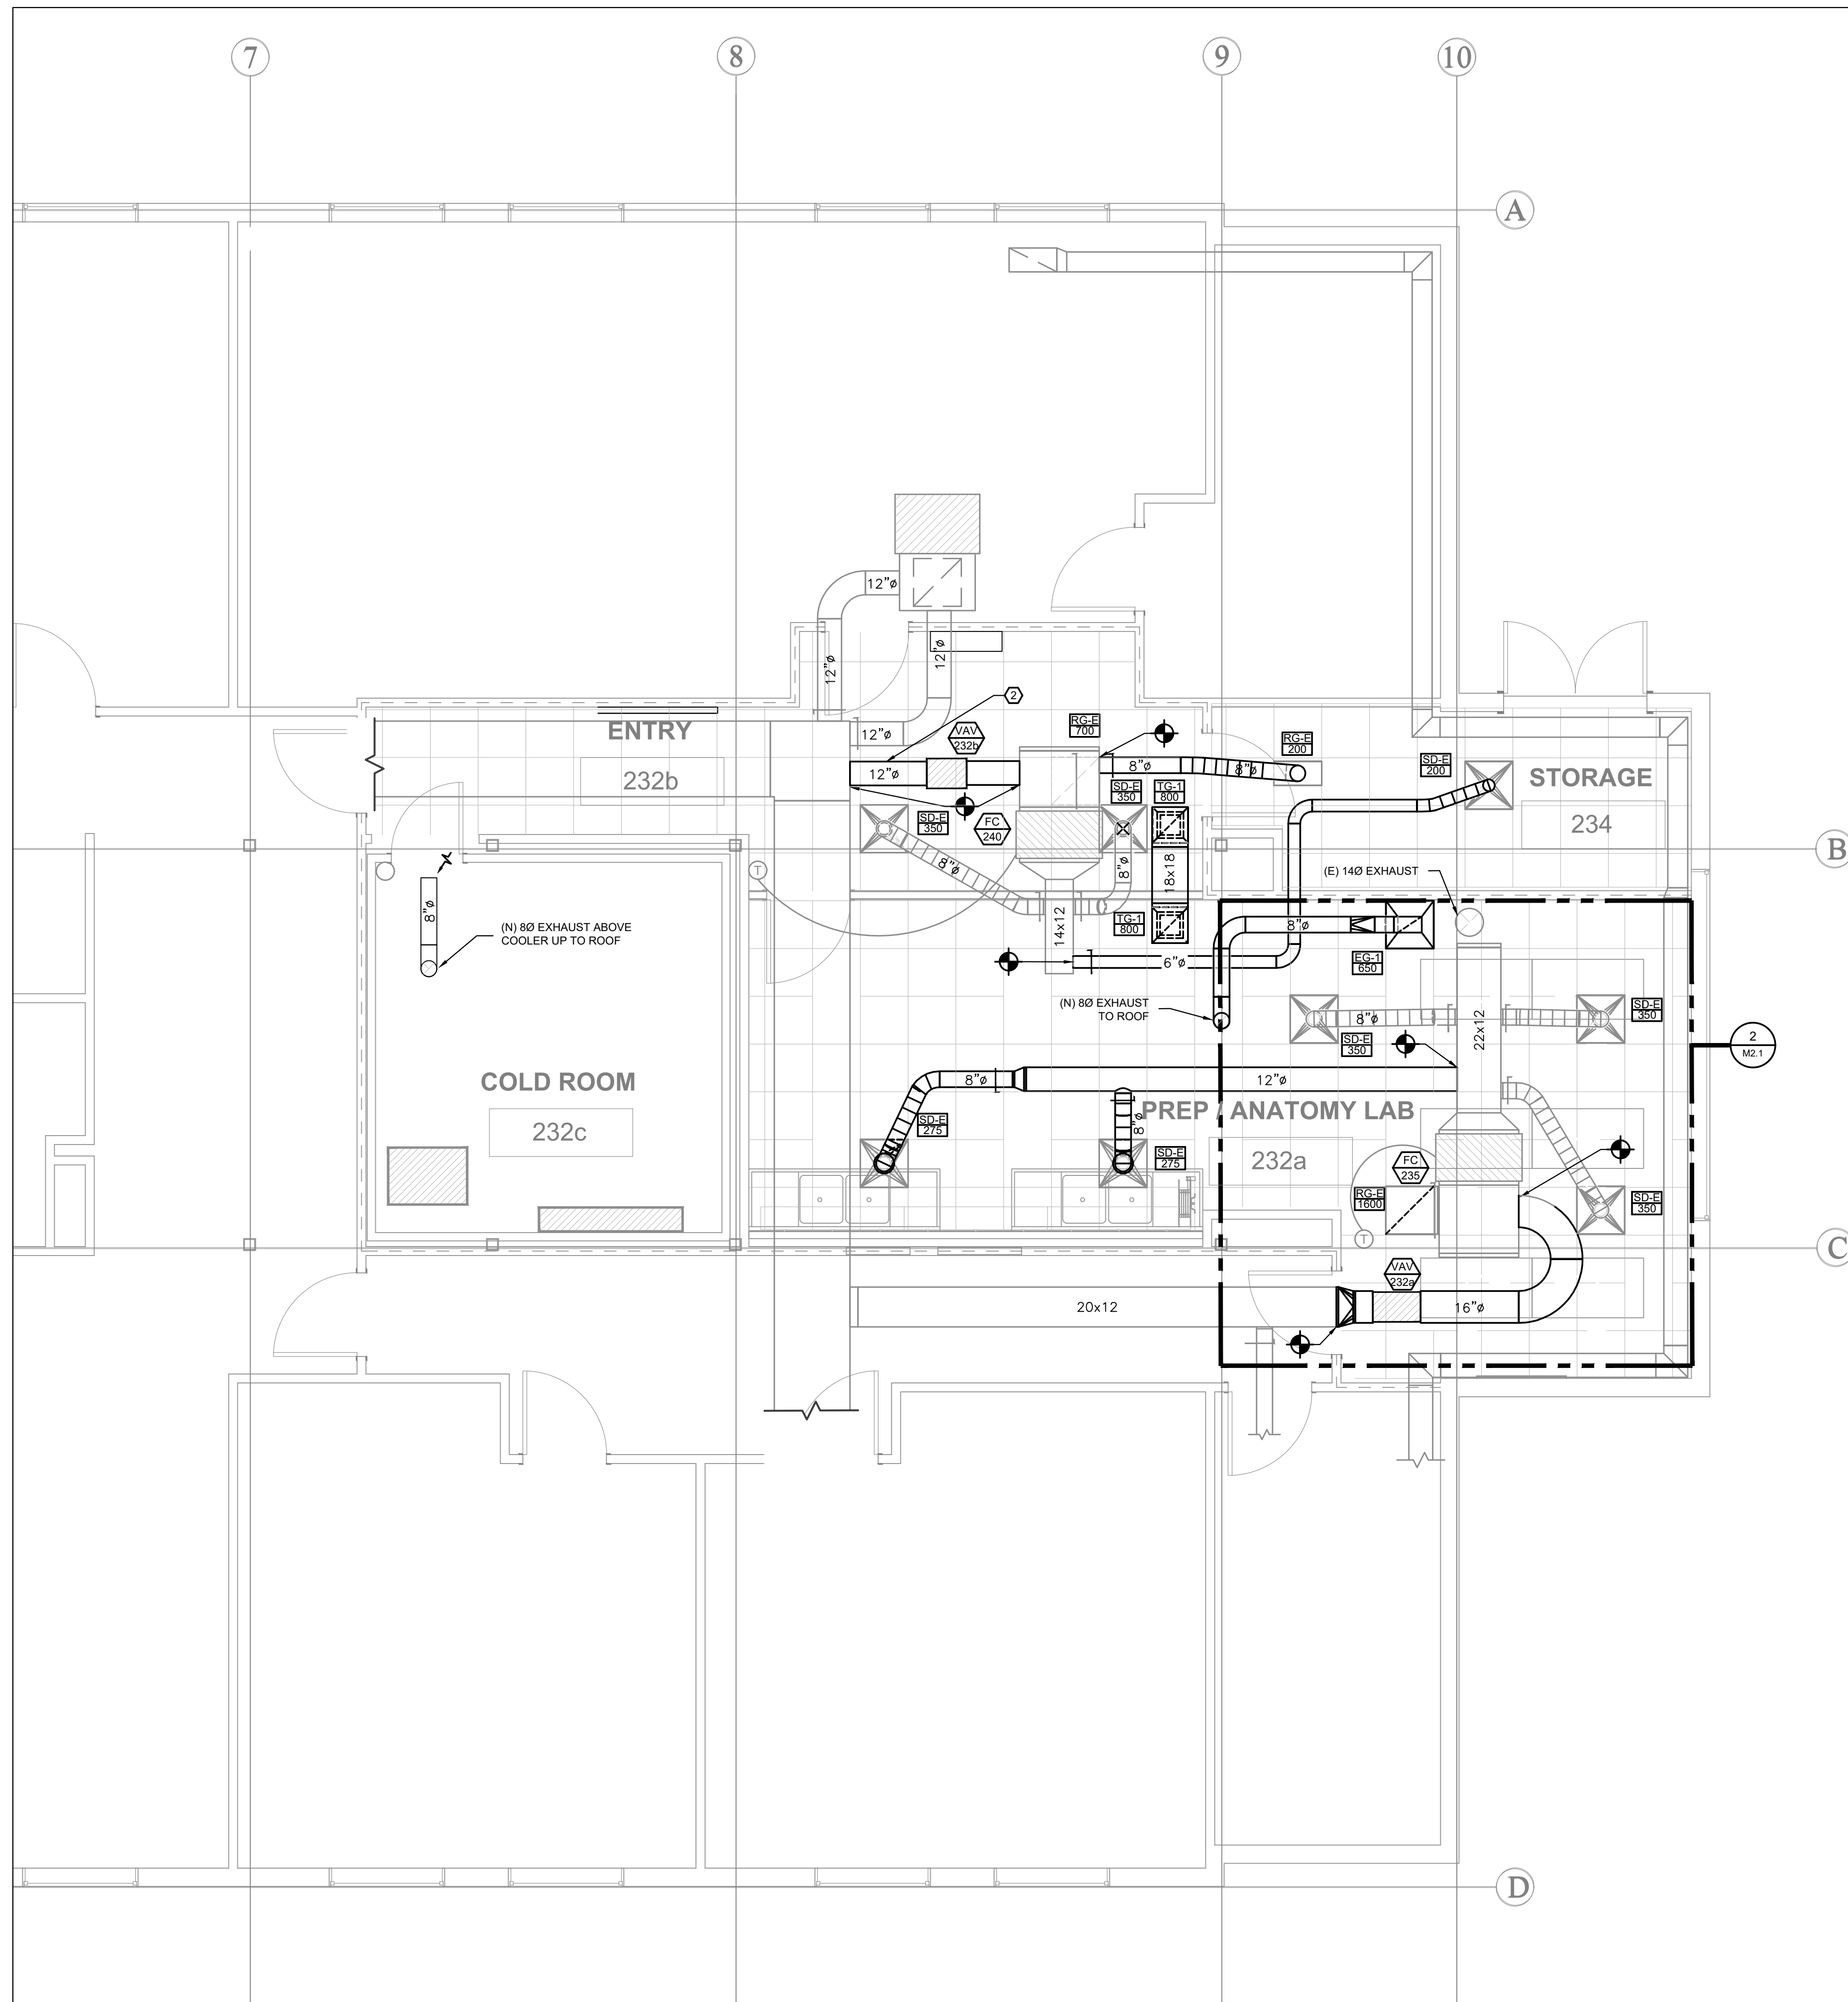 7
8
9
10
A
12"ø
12"ø
12"ø
2
ENTRY
232b
12"ø
VAV
232b
12"ø
RG-E
700
8"ø
8"ø
RG-E
200
SD-E
200
STORAGE
234
SD-E
350
FC
240
SD-E
350
TG-1
800
B
T
8"ø
8"ø
18x18
TG-1
800
(E) 14Ø EXHAUST
8"ø
(N) 8Ø EXHAUST ABOVE
COOLER UP TO ROOF
14x12
6"ø
8"ø
EG-1
650
(N) 8Ø EXHAUST
TO ROOF
8"ø
SD-E
350
SD-E
350
22x12
2
M2.1
COLD ROOM
232c
8"ø
12"ø
SD-E
275
8"ø
PREP / ANATOMY LAB
232a
SD-E
275
FC
235
RG-E
1600
SD-E
350
T
C
VAV
232a
20x12
16"ø
D